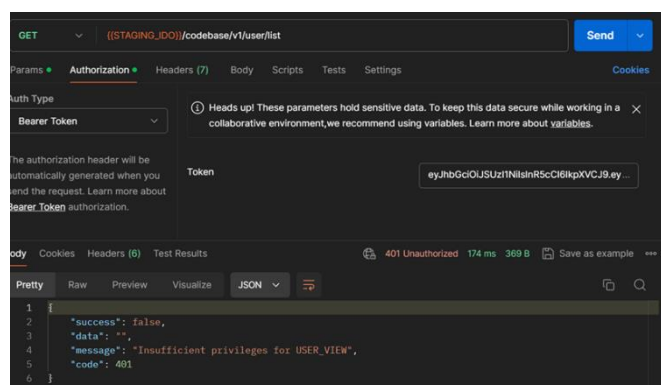 GET {{STAGING_IDO}}/codebase/v1/user/list Send
Params Authorization Headers (7) Body Scripts Tests Settings Cookies
Auth Type
Bearer Token
Heads up! These parameters hold sensitive data. To keep this data secure while working in a
collaborative environment,we recommend using variables. Learn more about variables.
The authorization header will be
automatically generated when you
send the request. Learn more about
Bearer Token authorization.
Token
eyJhbGciOiJSUzI1NiIsInR5cCI6IkpXVCJ9.ey...
ody Cookies Headers (6) Test Results 401 Unauthorized 174 ms 369 B Save as example
Pretty Raw Preview Visualize JSON
1 {
2 "success": false,
3 "data": "",
4 "message": "Insufficient privileges for USER_VIEW",
5 "code": 401
6 }